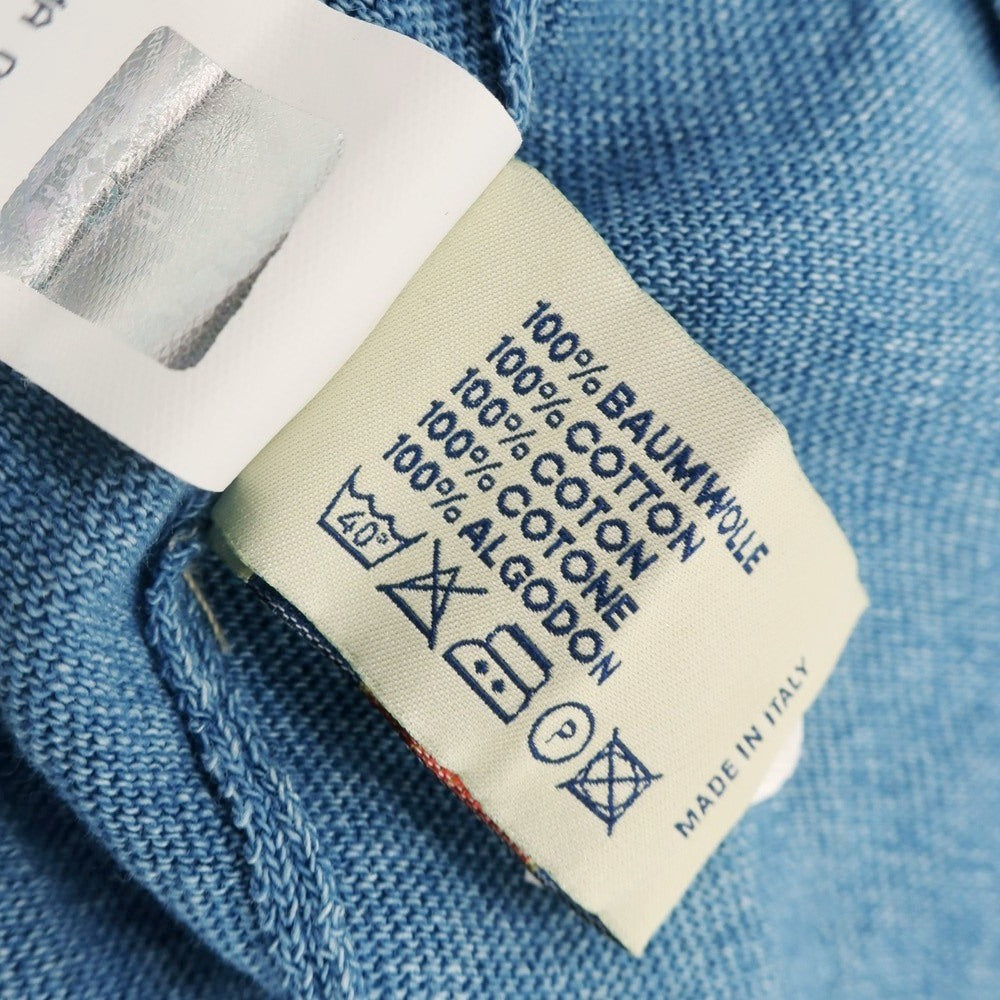 100% BAUMWOLLE
100% COTTON
100% COTON
100% COTONE
100% ALGODON
40°
P
MADE IN ITALY